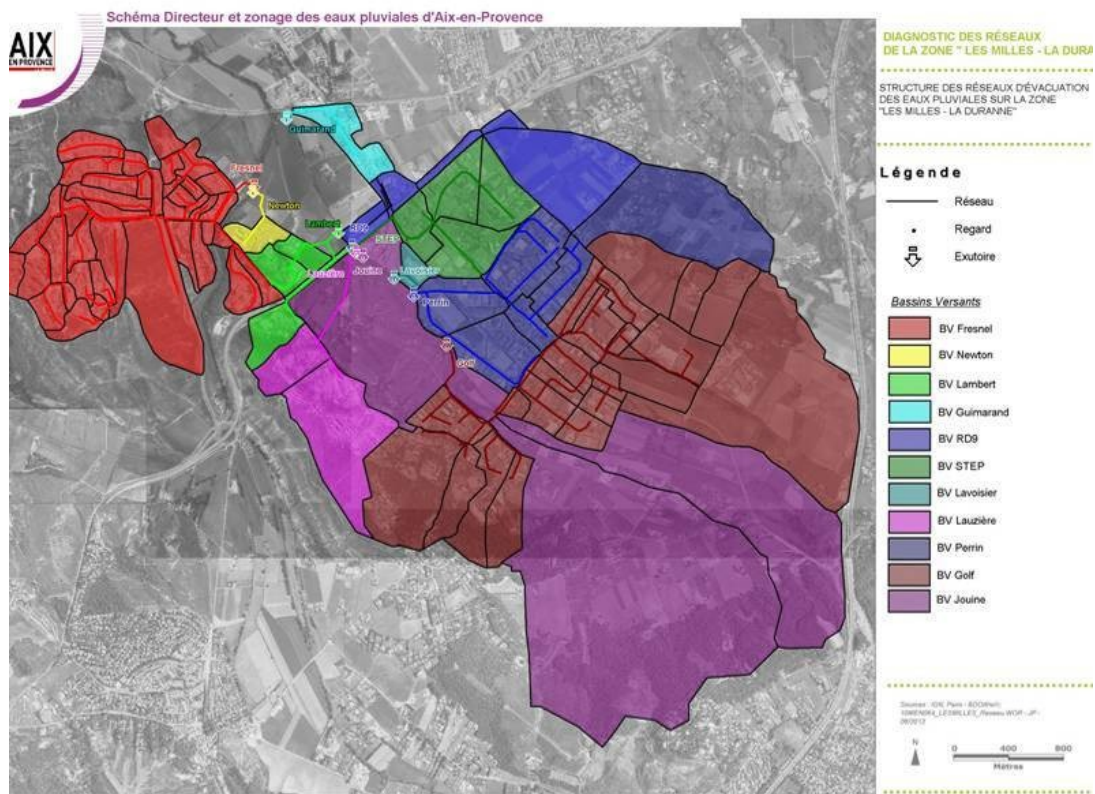 Schéma Directeur et zonage des eaux pluviales d'Aix-en-Provence
AIX
EN PROVENCE
DIAGNOSTIC DES RÉSEAUX
DE LA ZONE " LES MILLES - LA DURA
STRUCTURE DES RÉSEAUX D'ÉVACUATION
DES EAUX PLUVIALES SUR LA ZONE
"LES MILLES - LA DURANNE"
Légende
Réseau
Regard
Exutoire
Bassins Versants
BV Fresnel
BV Newton
BV Lambert
BV Guimarand
BV RD9
BV STEP
BV Lavoisier
BV Lauzière
BV Perrin
BV Golf
BV Jouine
Guimarand
Fresnel
Newton
Lambert
RD9
STEP
Lauzière
Jouine
Lavoisier
Perrin
Golf
N
0 400 800
Mètres